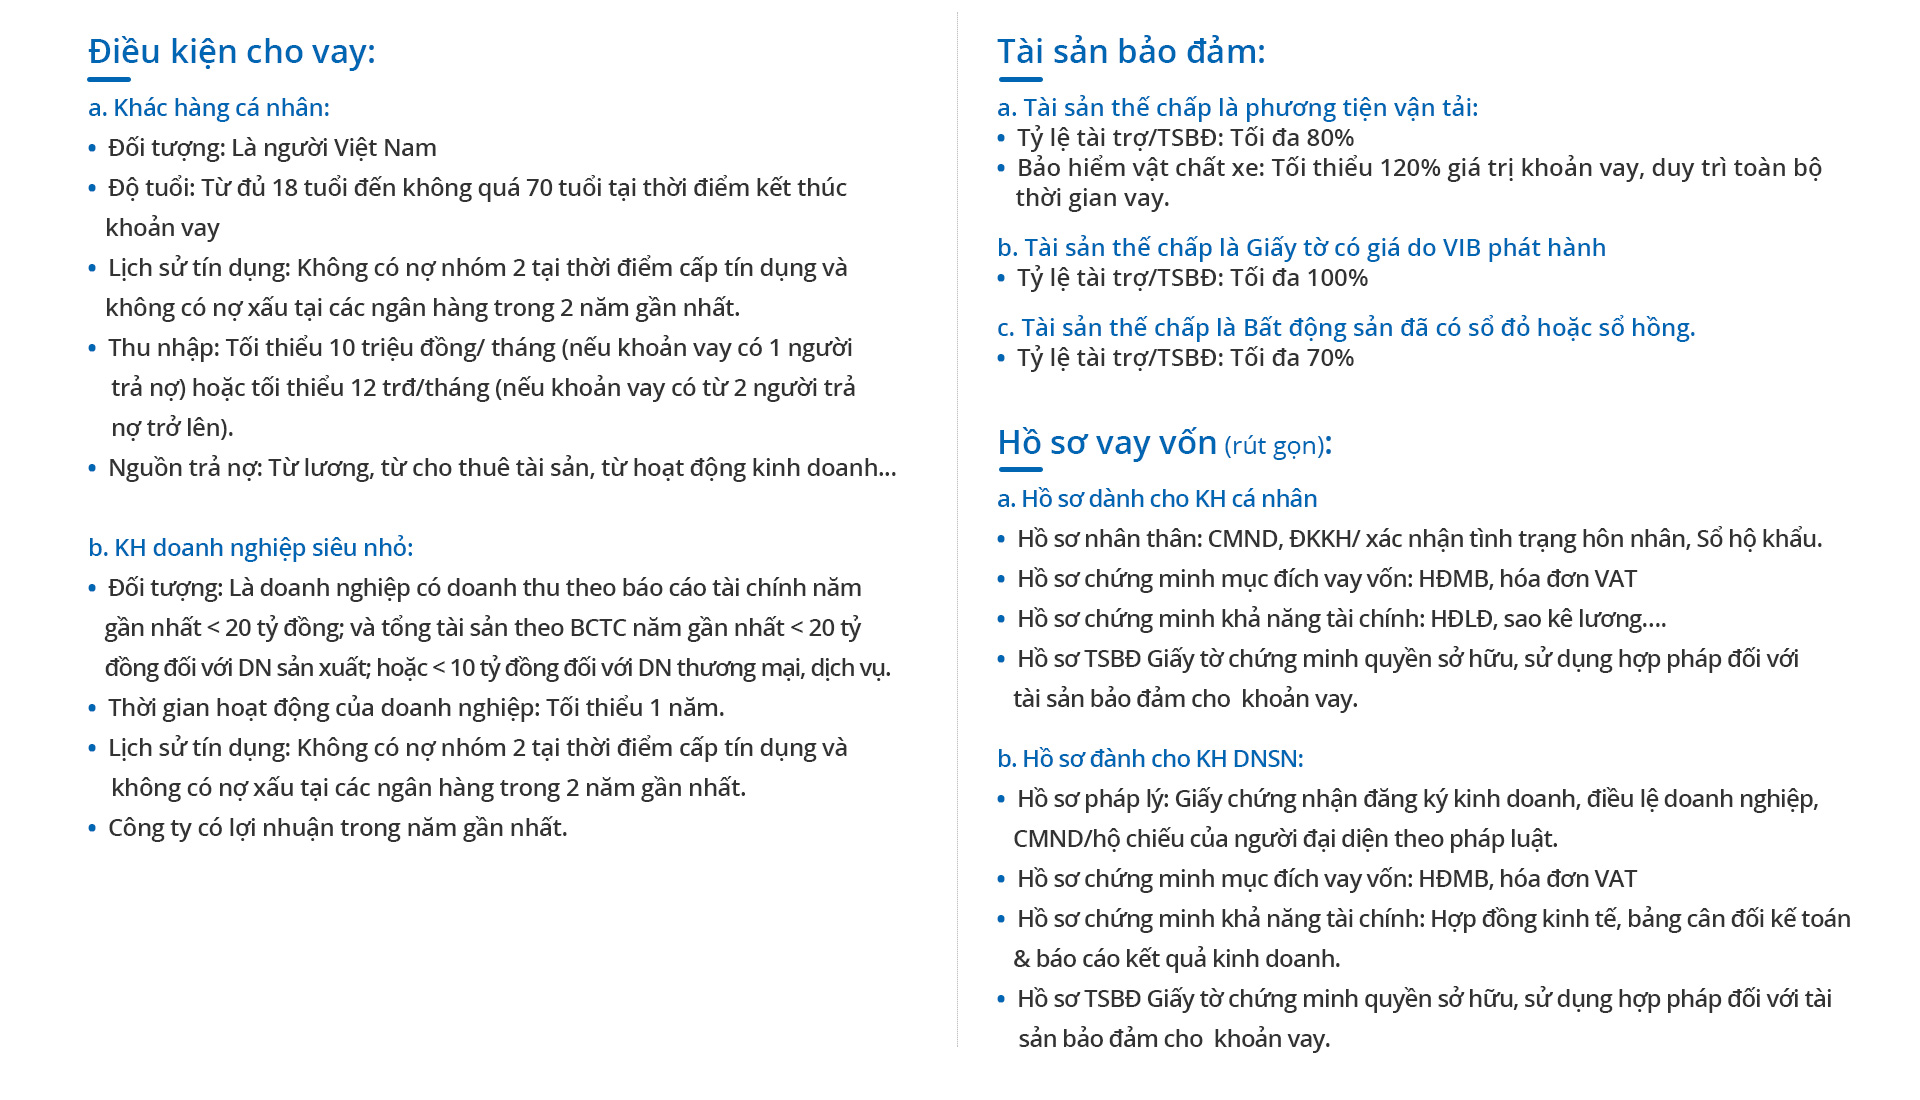 Điều kiện cho vay:
a. Khác hàng cá nhân:
• Đối tượng: Là người Việt Nam
• Độ tuổi: Từ đủ 18 tuổi đến không quá 70 tuổi tại thời điểm kết thúc
khoản vay
• Lịch sử tín dụng: Không có nợ nhóm 2 tại thời điểm cấp tín dụng và
không có nợ xấu tại các ngân hàng trong 2 năm gần nhất.
• Thu nhập: Tối thiểu 10 triệu đồng/ tháng (nếu khoản vay có 1 người
trả nợ) hoặc tối thiểu 12 trđ/tháng (nếu khoản vay có từ 2 người trả
nợ trở lên).
• Nguồn trả nợ: Từ lương, từ cho thuê tài sản, từ hoạt động kinh doanh...
b. KH doanh nghiệp siêu nhỏ:
• Đối tượng: Là doanh nghiệp có doanh thu theo báo cáo tài chính năm
gần nhất < 20 tỷ đồng; và tổng tài sản theo BCTC năm gần nhất < 20 tỷ
đồng đối với DN sản xuất; hoặc < 10 tỷ đồng đối với DN thương mại, dịch vụ.
• Thời gian hoạt động của doanh nghiệp: Tối thiểu 1 năm.
• Lịch sử tín dụng: Không có nợ nhóm 2 tại thời điểm cấp tín dụng và
không có nợ xấu tại các ngân hàng trong 2 năm gần nhất.
• Công ty có lợi nhuận trong năm gần nhất.
Tài sản bảo đảm:
a. Tài sản thế chấp là phương tiện vận tải:
• Tỷ lệ tài trợ/TSBĐ: Tối đa 80%
• Bảo hiểm vật chất xe: Tối thiểu 120% giá trị khoản vay, duy trì toàn bộ
thời gian vay.
b. Tài sản thế chấp là Giấy tờ có giá do VIB phát hành
• Tỷ lệ tài trợ/TSBĐ: Tối đa 100%
c. Tài sản thế chấp là Bất động sản đã có sổ đỏ hoặc sổ hồng.
• Tỷ lệ tài trợ/TSBĐ: Tối đa 70%
Hồ sơ vay vốn (rút gọn):
a. Hồ sơ dành cho KH cá nhân
• Hồ sơ nhân thân: CMND, ĐKKH/ xác nhận tình trạng hôn nhân, Sổ hộ khẩu.
• Hồ sơ chứng minh mục đích vay vốn: HĐMB, hóa đơn VAT
• Hồ sơ chứng minh khả năng tài chính: HĐLĐ, sao kê lương....
• Hồ sơ TSBĐ Giấy tờ chứng minh quyền sở hữu, sử dụng hợp pháp đối với
tài sản bảo đảm cho khoản vay.
b. Hồ sơ đành cho KH DNSN:
• Hồ sơ pháp lý: Giấy chứng nhận đăng ký kinh doanh, điều lệ doanh nghiệp,
CMND/hộ chiếu của người đại diện theo pháp luật.
• Hồ sơ chứng minh mục đích vay vốn: HĐMB, hóa đơn VAT
• Hồ sơ chứng minh khả năng tài chính: Hợp đồng kinh tế, bảng cân đối kế toán
& báo cáo kết quả kinh doanh.
• Hồ sơ TSBĐ Giấy tờ chứng minh quyền sở hữu, sử dụng hợp pháp đối với tài
sản bảo đảm cho khoản vay.